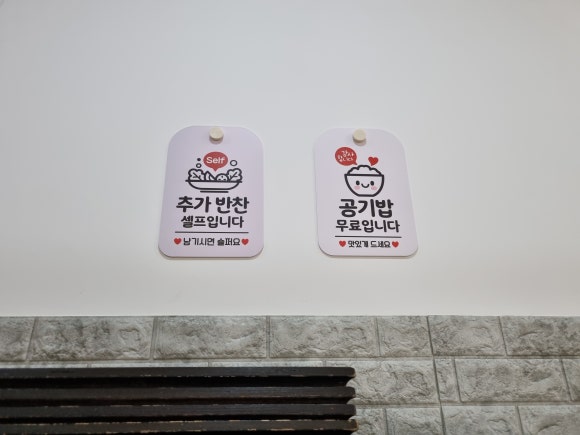 Self
추가 반찬
셀프입니다
남기시면 슬퍼요
공기밥
무료입니다
맛있게 드세요